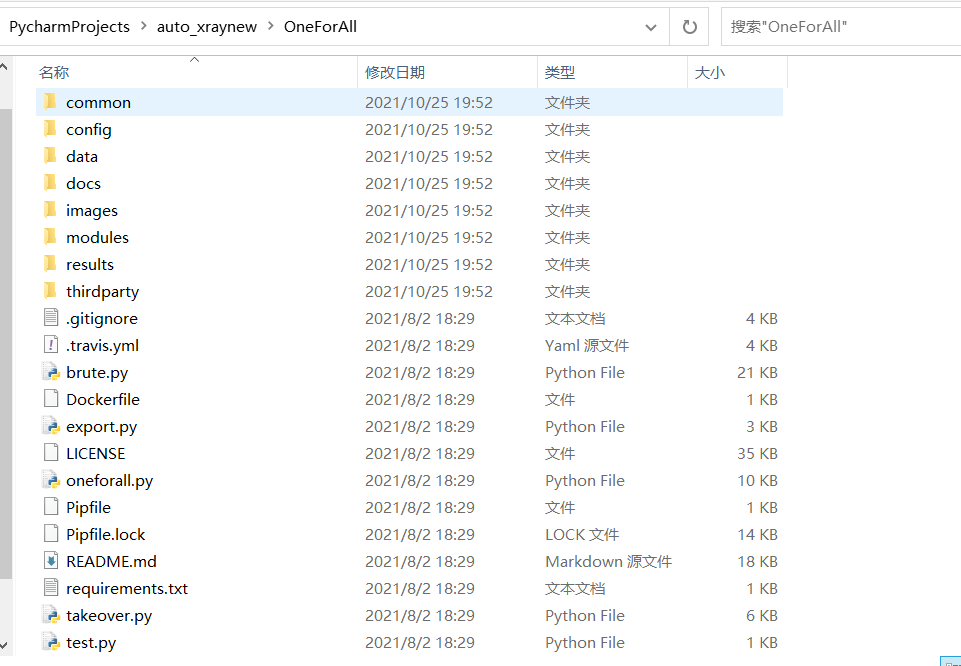 PycharmProjects > auto_xraynew > OneForAll 搜索"OneForAll"
名称 修改日期 类型 大小
common 2021/10/25 19:52 文件夹
config 2021/10/25 19:52 文件夹
data 2021/10/25 19:52 文件夹
docs 2021/10/25 19:52 文件夹
images 2021/10/25 19:52 文件夹
modules 2021/10/25 19:52 文件夹
results 2021/10/25 19:52 文件夹
thirdparty 2021/10/25 19:52 文件夹
.gitignore 2021/8/2 18:29 文本文档 4 KB
.travis.yml 2021/8/2 18:29 Yaml 源文件 4 KB
brute.py 2021/8/2 18:29 Python File 21 KB
Dockerfile 2021/8/2 18:29 文件 1 KB
export.py 2021/8/2 18:29 Python File 3 KB
LICENSE 2021/8/2 18:29 文件 35 KB
oneforall.py 2021/8/2 18:29 Python File 10 KB
Pipfile 2021/8/2 18:29 文件 1 KB
Pipfile.lock 2021/8/2 18:29 LOCK 文件 14 KB
README.md 2021/8/2 18:29 Markdown 源文件 18 KB
requirements.txt 2021/8/2 18:29 文本文档 1 KB
takeover.py 2021/8/2 18:29 Python File 6 KB
test.py 2021/8/2 18:29 Python File 1 KB